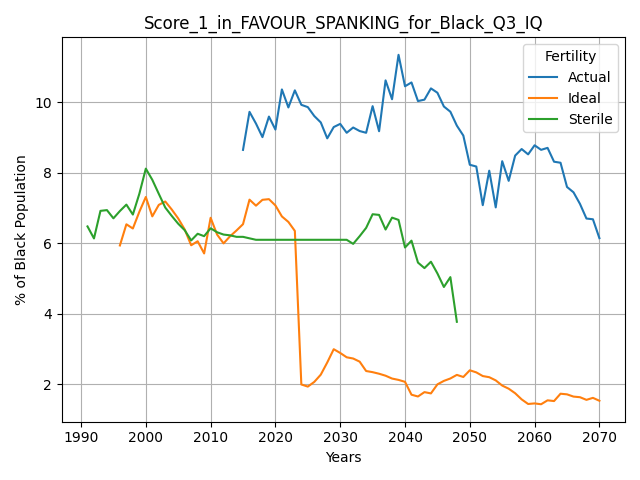 Score_1_in_FAVOUR_SPANKING_for_Black_Q3_IQ
Fertility
Actual
Ideal
Sterile
% of Black Population
10
8
6
4
2
1990 2000 2010 2020 2030 2040 2050 2060 2070
Years